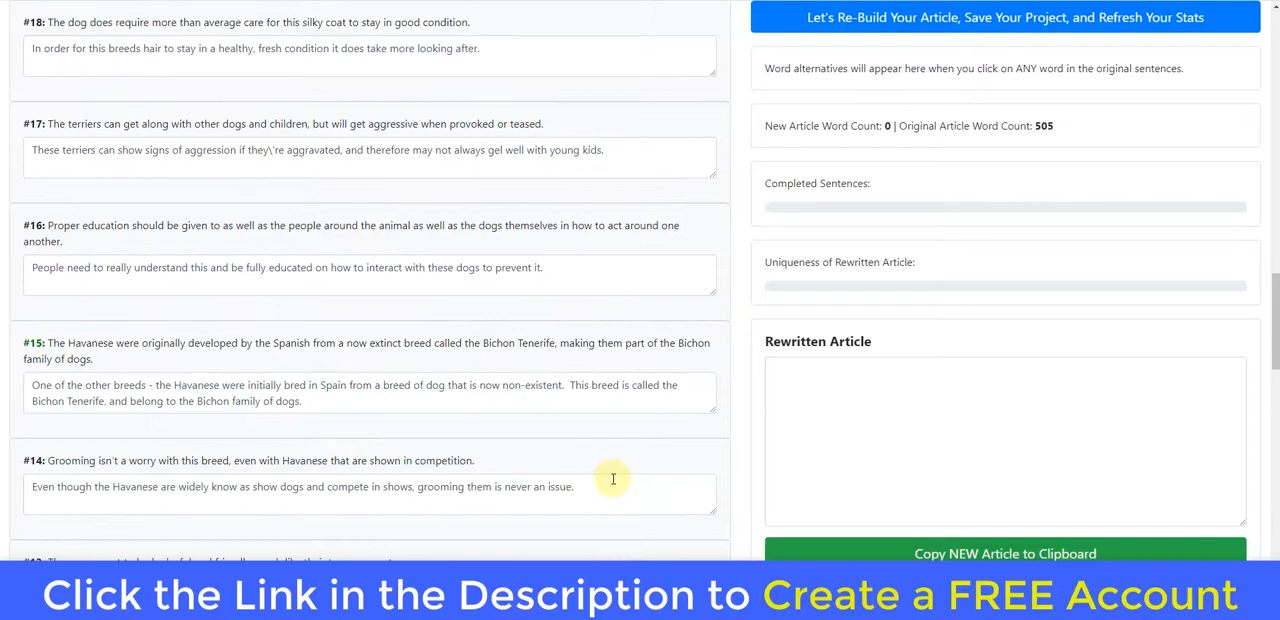 #18: The dog does require more than average care for this silky coat to stay in good condition.
In order for this breeds hair to stay in a healthy, fresh condition it does take more looking after.
#17: The terriers can get along with other dogs and children, but will get aggressive when provoked or teased.
These terriers can show signs of aggression if they\'re aggravated, and therefore may not always gel well with young kids.
#16: Proper education should be given to as well as the people around the animal as well as the dogs themselves in how to act around one
another.
People need to really understand this and be fully educated on how to interact with these dogs to prevent it.
#15: The Havanese were originally developed by the Spanish from a now extinct breed called the Bichon Tenerife, making them part of the Bichon
family of dogs.
One of the other breeds - the Havanese were initially bred in Spain from a breed of dog that is now non-existent.  This breed is called the
Bichon Tenerife, and belong to the Bichon family of dogs.
#14: Grooming isn't a worry with this breed, even with Havanese that are shown in competition.
Even though the Havanese are widely know as show dogs and compete in shows, grooming them is never an issue.
Let's Re-Build Your Article, Save Your Project, and Refresh Your Stats
Word alternatives will appear here when you click on ANY word in the original sentences.
New Article Word Count: 0 | Original Article Word Count: 505
Completed Sentences:
Uniqueness of Rewritten Article:
Rewritten Article
Copy NEW Article to Clipboard
Click the Link in the Description to Create a FREE Account